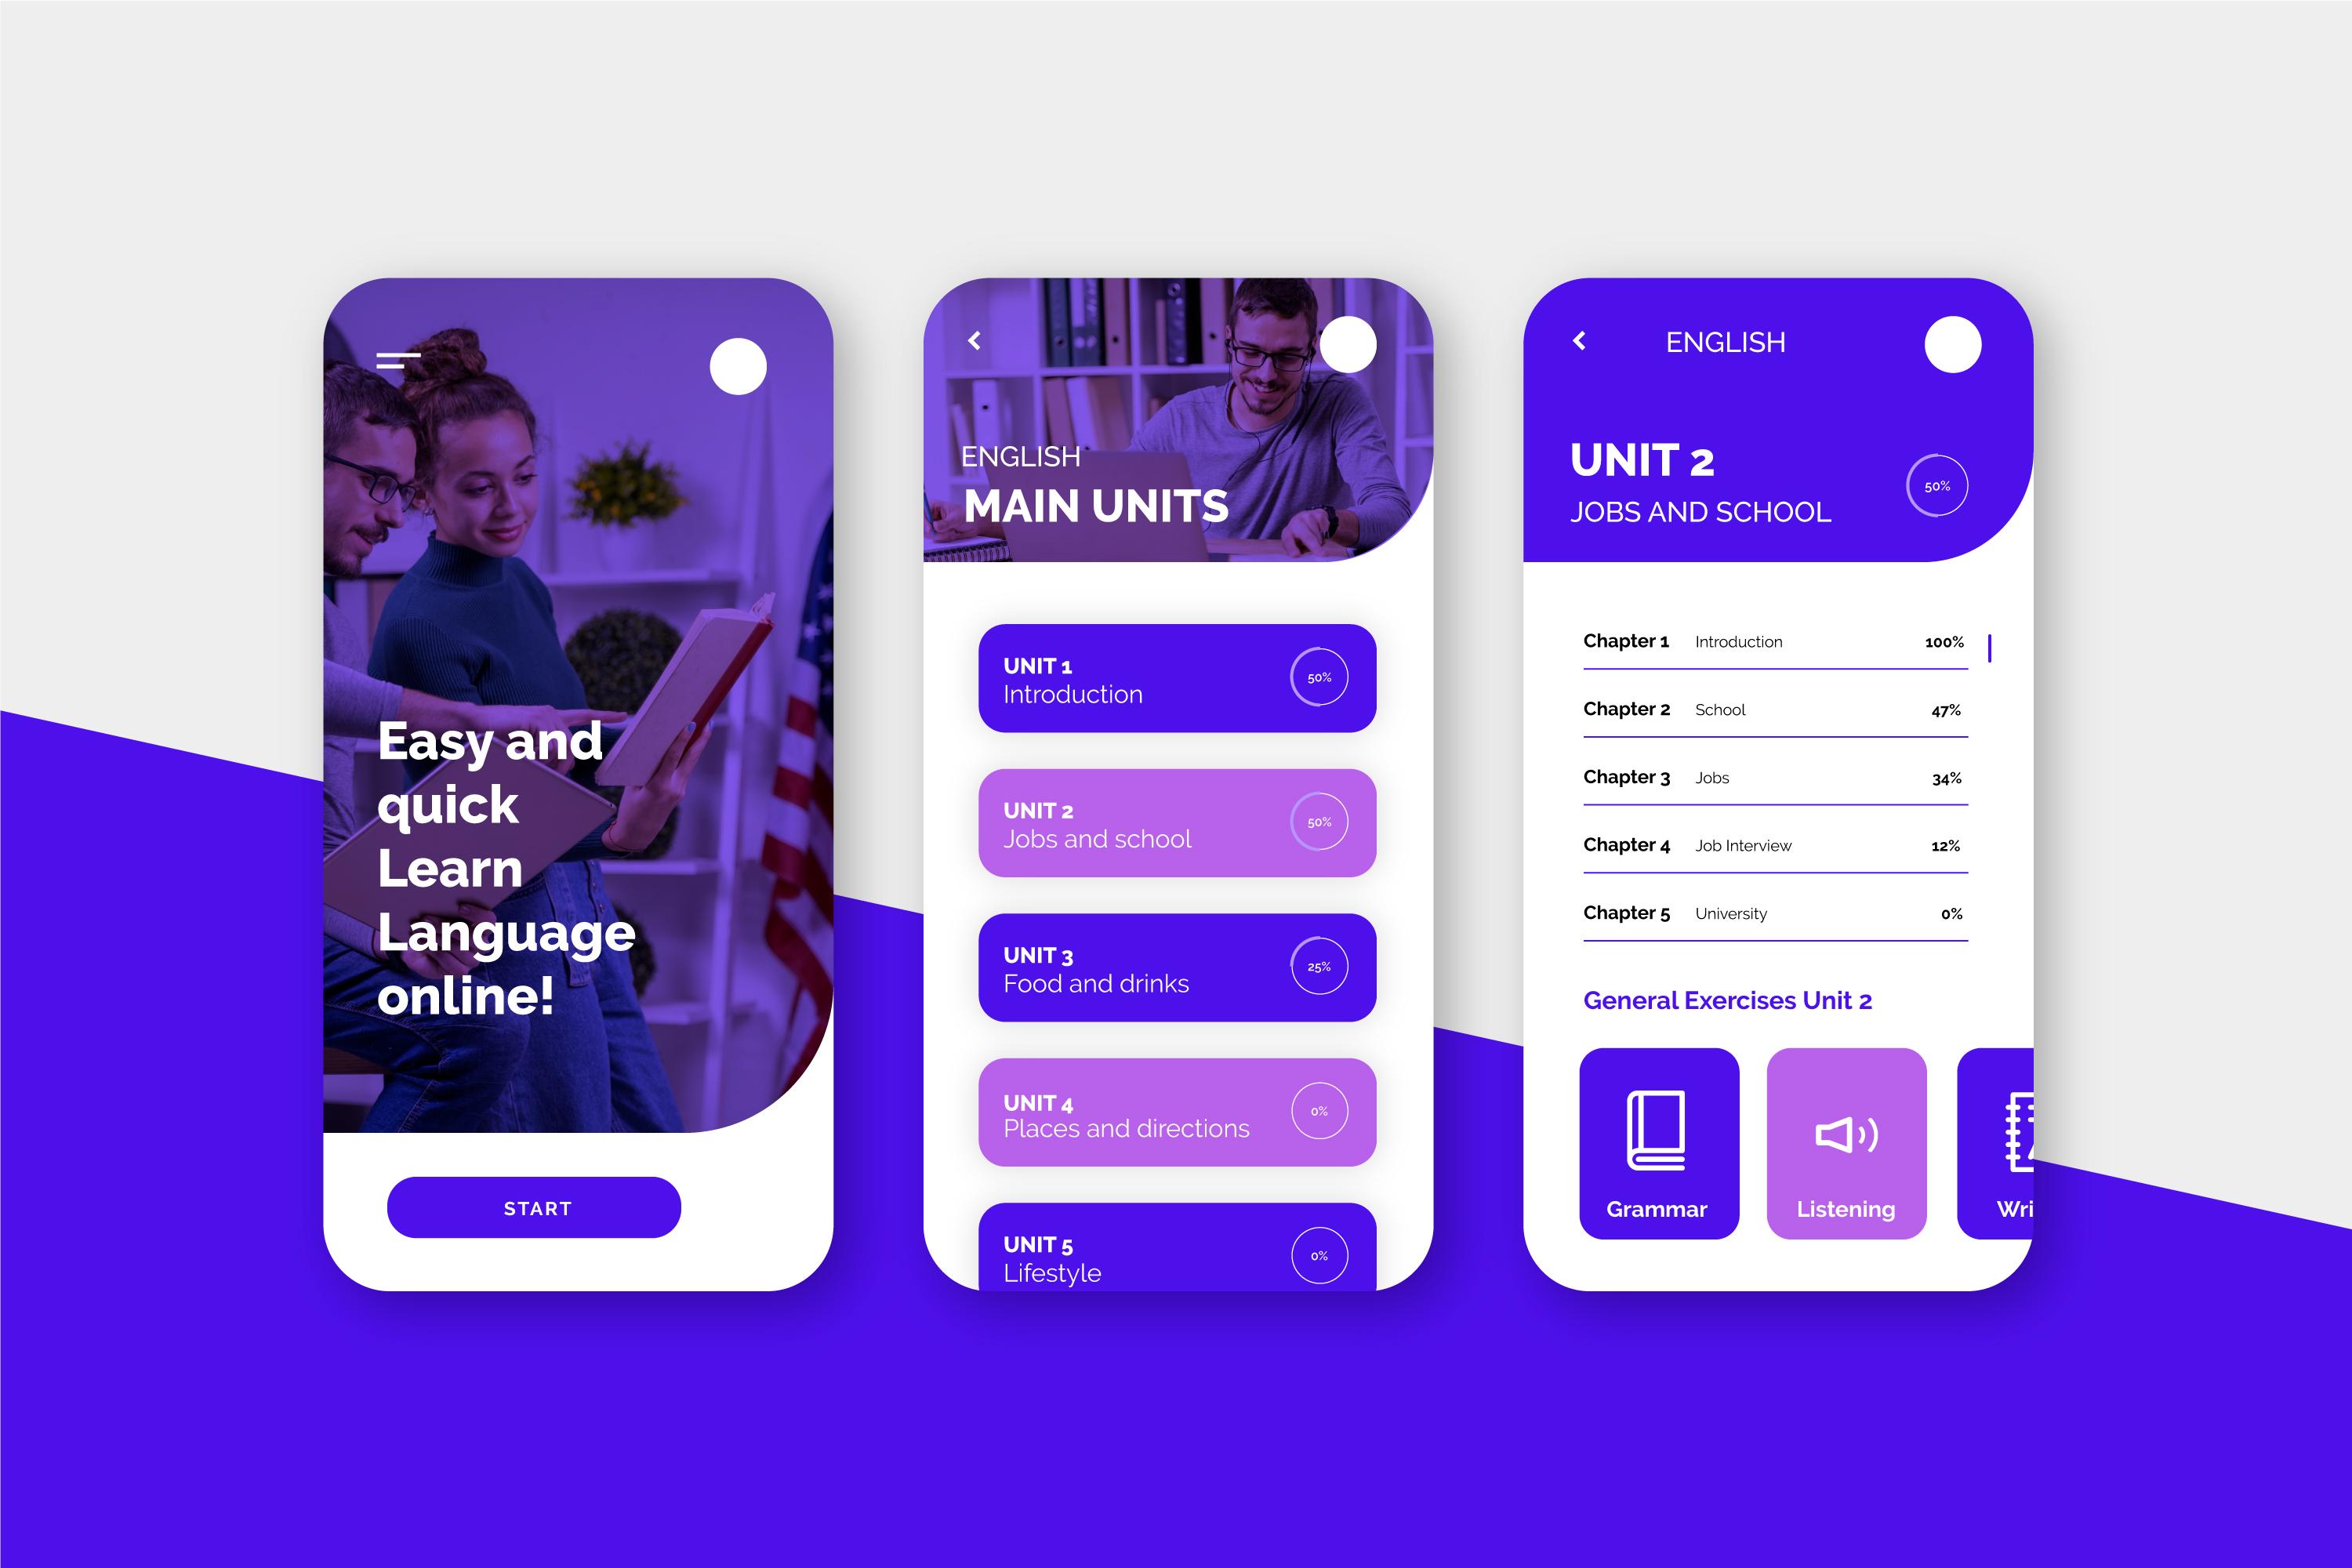 Easy and
quick
Learn
Language
online!
START
ENGLISH
MAIN UNITS
UNIT 1
Introduction
50%
UNIT 2
Jobs and school
50%
UNIT 3
Food and drinks
25%
UNIT 4
Places and directions
0%
UNIT 5
Lifestyle
0%
ENGLISH
UNIT 2
JOBS AND SCHOOL
50%
Chapter 1 Introduction 100%
Chapter 2 School 47%
Chapter 3 Jobs 34%
Chapter 4 Job Interview 12%
Chapter 5 University 0%
General Exercises Unit 2
Grammar
Listening
Wri